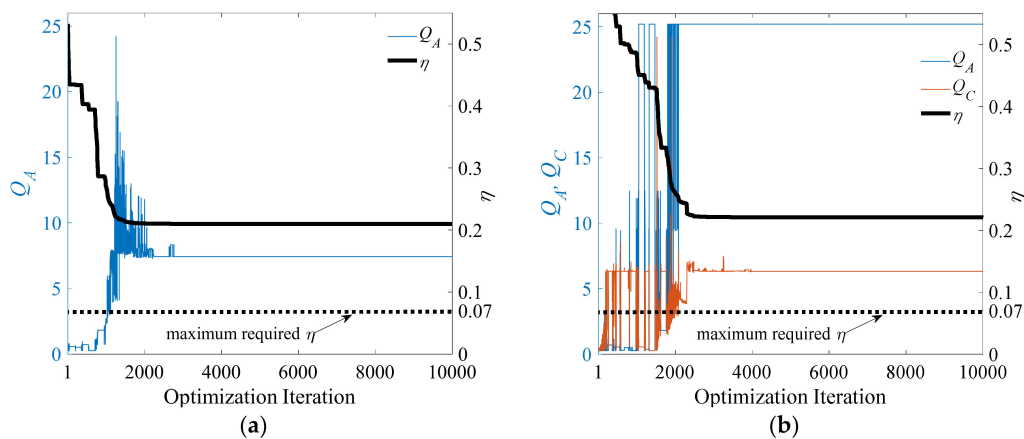 25
20
15
10
5
0
Q_A
0.5
0.4
0.3
0.2
0.1
0.07
0
η
Q_A
η
maximum required η
1 2000 4000 6000 8000 10000
Optimization Iteration
(a)
25
20
15
10
5
0
Q_A, Q_C
0.5
0.4
0.3
0.2
0.1
0.07
0
η
Q_A
Q_C
η
maximum required η
1 2000 4000 6000 8000 10000
Optimization Iteration
(b)